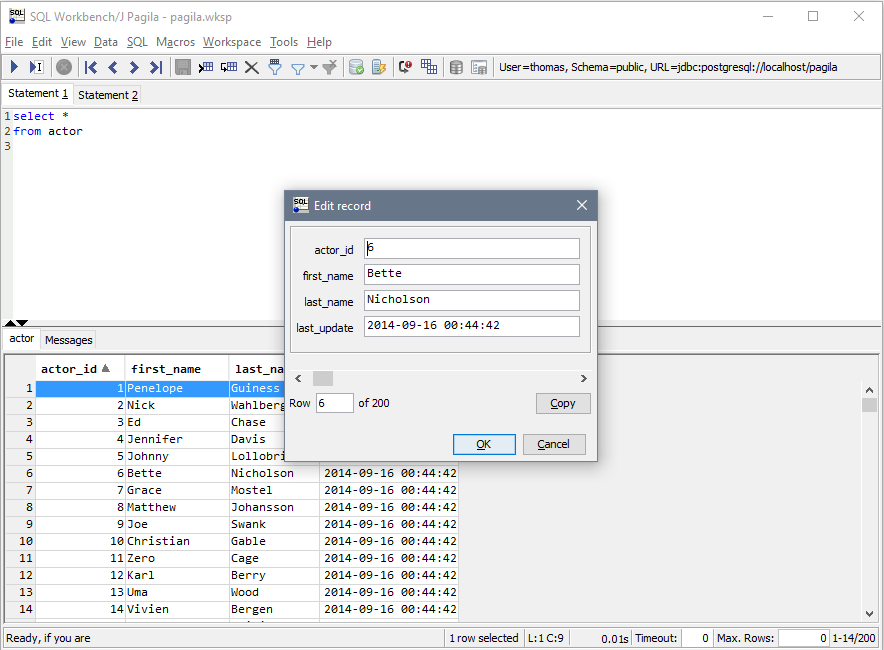 SQL Workbench/J Pagila - pagila.wksp
File Edit View Data SQL Macros Workspace Tools Help
User=thomas, Schema=public, URL=jdbc:postgresql://localhost/pagila
Statement 1 Statement 2
1 select *
2 from actor
3
SQL Edit record
actor_id 6
first_name Bette
last_name Nicholson
last_update 2014-09-16 00:44:42
Row 6 of 200 Copy
OK Cancel
actor Messages
actor_id first_name last_na
1 1 Penelope Guiness
2 2 Nick Wahlberg
3 3 Ed Chase
4 4 Jennifer Davis
5 5 Johnny Lollobri
6 6 Bette Nicholson 2014-09-16 00:44:42
7 7 Grace Mostel 2014-09-16 00:44:42
8 8 Matthew Johansson 2014-09-16 00:44:42
9 9 Joe Swank 2014-09-16 00:44:42
10 10 Christian Gable 2014-09-16 00:44:42
11 11 Zero Cage 2014-09-16 00:44:42
12 12 Karl Berry 2014-09-16 00:44:42
13 13 Uma Wood 2014-09-16 00:44:42
14 14 Vivien Bergen 2014-09-16 00:44:42
Ready, if you are 1 row selected L:1 C:9 0.01s Timeout: 0 Max. Rows: 0 1-14/200